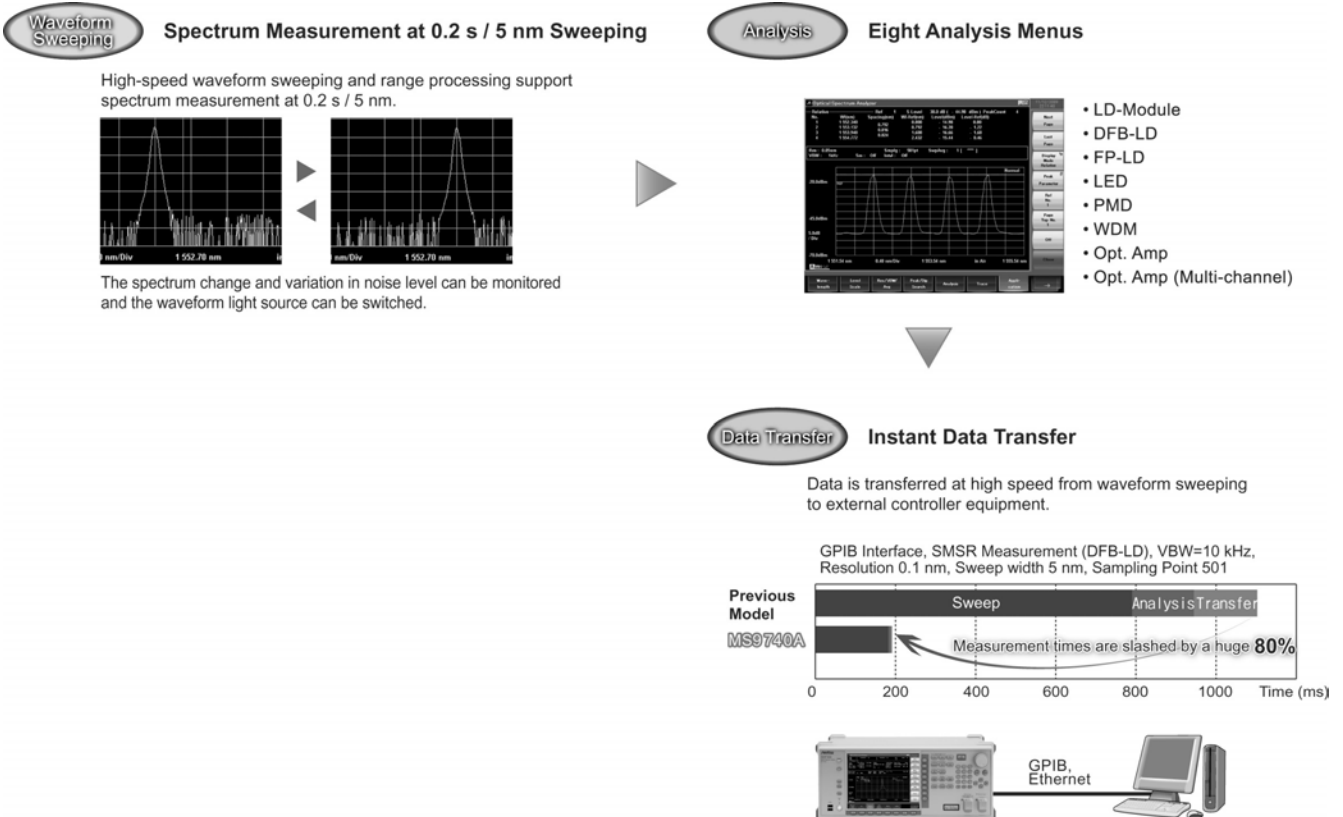 Waveform
Sweeping
Spectrum Measurement at 0.2 s / 5 nm Sweeping
High-speed waveform sweeping and range processing support
spectrum measurement at 0.2 s / 5 nm.
nm/Div 1 552.70 nm in
nm/Div 1 552.70 nm in
The spectrum change and variation in noise level can be monitored
and the waveform light source can be switched.
Analysis
Eight Analysis Menus
Optical Spectrum Analyzer
Normal
• LD-Module
• DFB-LD
• FP-LD
• LED
• PMD
• WDM
• Opt. Amp
• Opt. Amp (Multi-channel)
Data Transfer
Instant Data Transfer
Data is transferred at high speed from waveform sweeping
to external controller equipment.
GPIB Interface, SMSR Measurement (DFB-LD), VBW=10 kHz,
Resolution 0.1 nm, Sweep width 5 nm, Sampling Point 501
Previous
Model
Sweep Analysis Transfer
MS9740A
Measurement times are slashed by a huge 80%
0 200 400 600 800 1000 Time (ms)
GPIB,
Ethernet